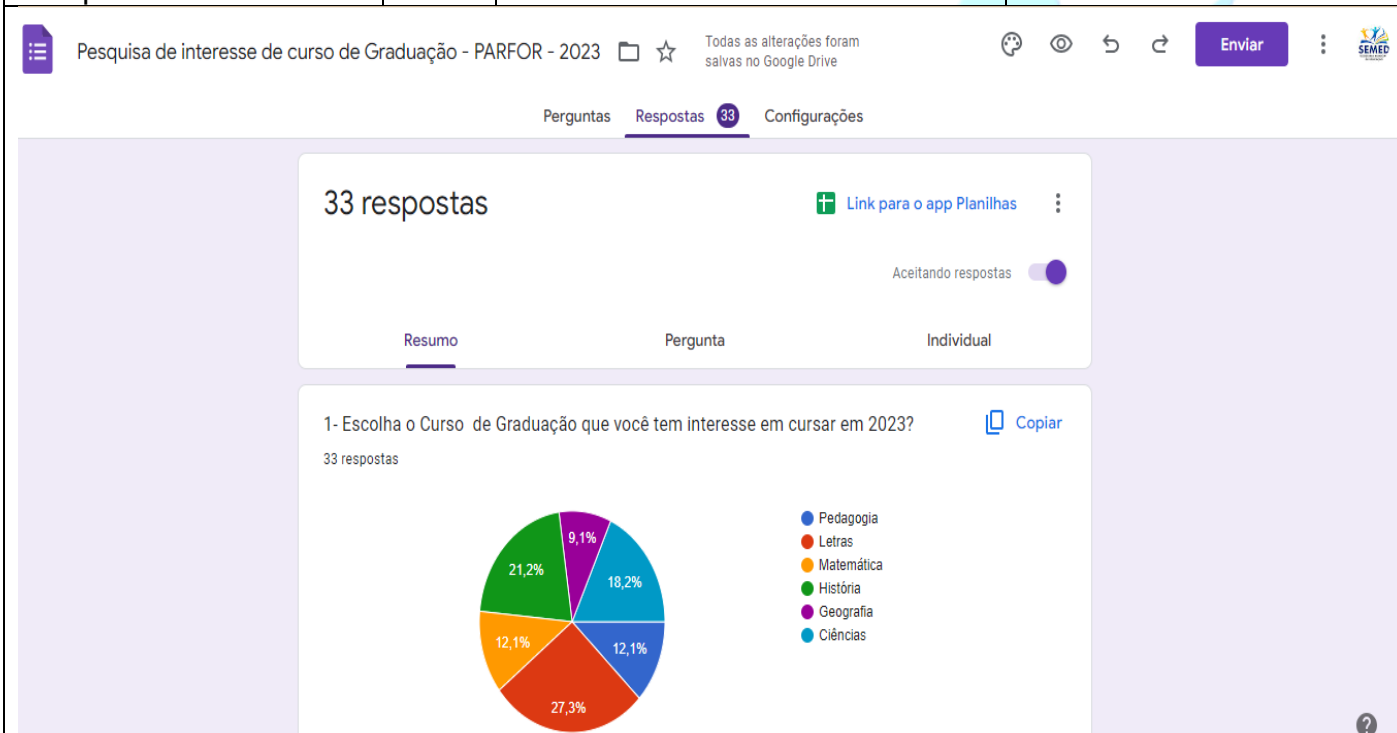 Pesquisa de interesse de curso de Graduação - PARFOR - 2023
Todas as alterações foram
salvas no Google Drive
Enviar
SEMED
Perguntas
Respostas 33
Configurações
33 respostas
Link para o app Planilhas
Aceitando respostas
Resumo
Pergunta
Individual
1- Escolha o Curso de Graduação que você tem interesse em cursar em 2023?
Copiar
33 respostas
Pedagogia
Letras
Matemática
História
Geografia
Ciências
9,1%
21,2%
18,2%
12,1%
12,1%
27,3%